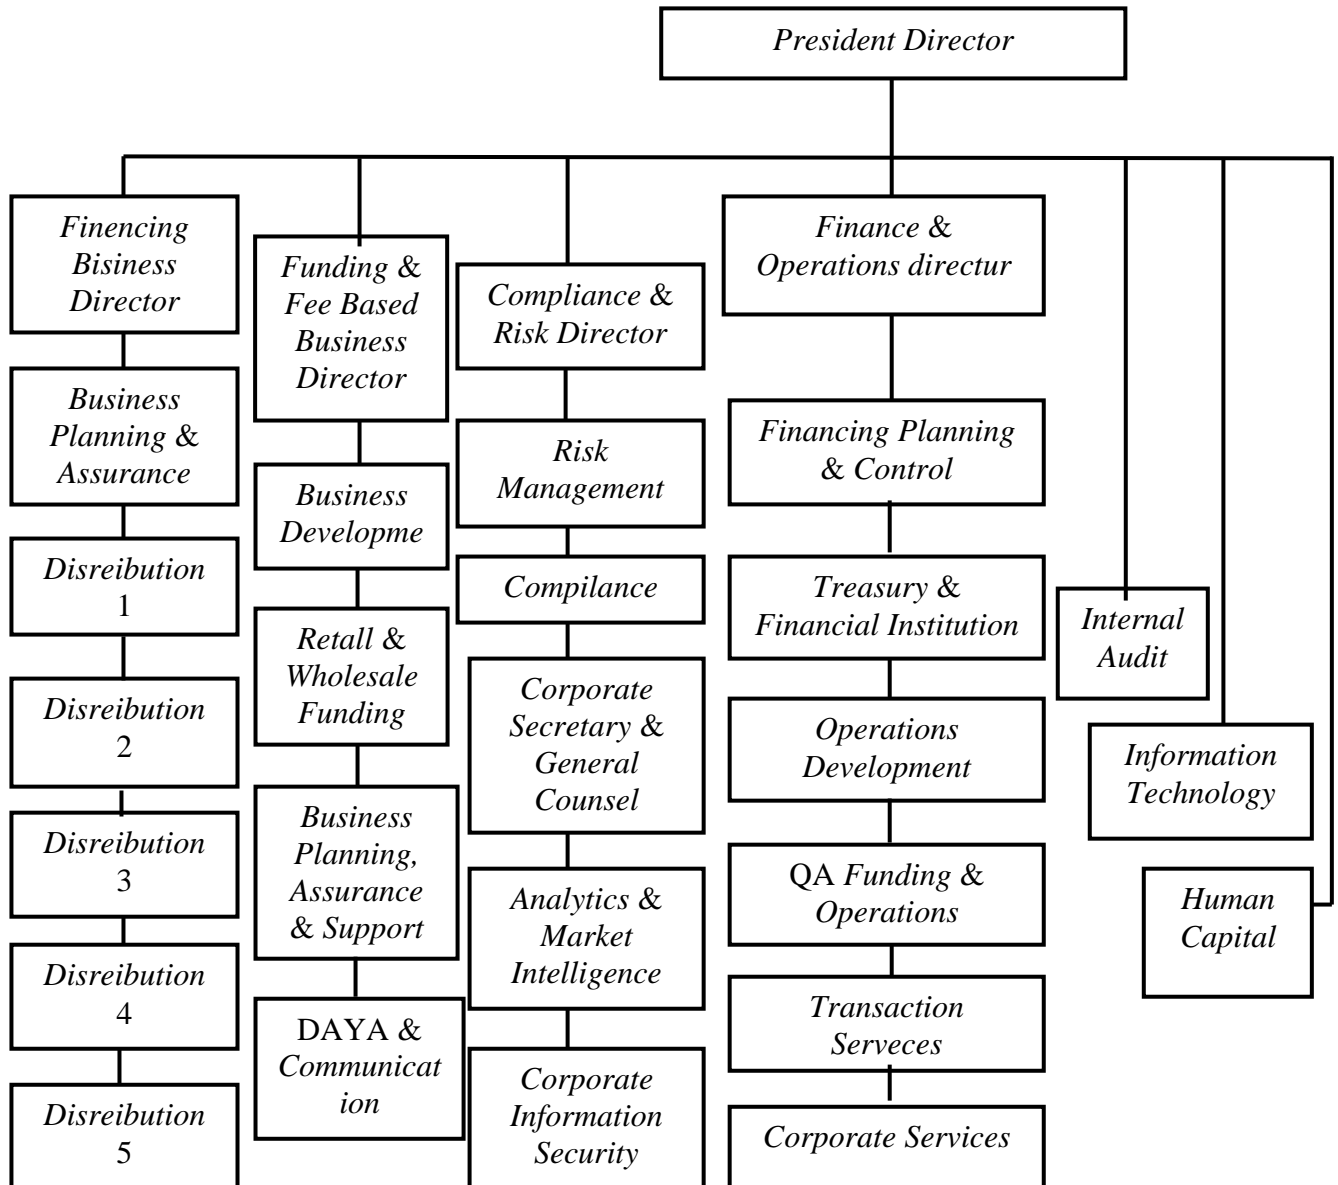 President Director
Finencing
Bisiness
Director
Business
Planning &
Assurance
Disreibution
1
Disreibution
2
Disreibution
3
Disreibution
4
Disreibution
5
Funding &
Fee Based
Business
Director
Business
Developme
Retall &
Wholesale
Funding
Business
Planning,
Assurance
& Support
DAYA &
Communicat
ion
Compliance &
Risk Director
Risk
Management
Compilance
Corporate
Secretary &
General
Counsel
Analytics &
Market
Intelligence
Corporate
Information
Security
Finance &
Operations directur
Financing Planning
& Control
Treasury &
Financial Institution
Operations
Development
QA Funding &
Operations
Transaction
Serveces
Corporate Services
Internal
Audit
Information
Technology
Human
Capital